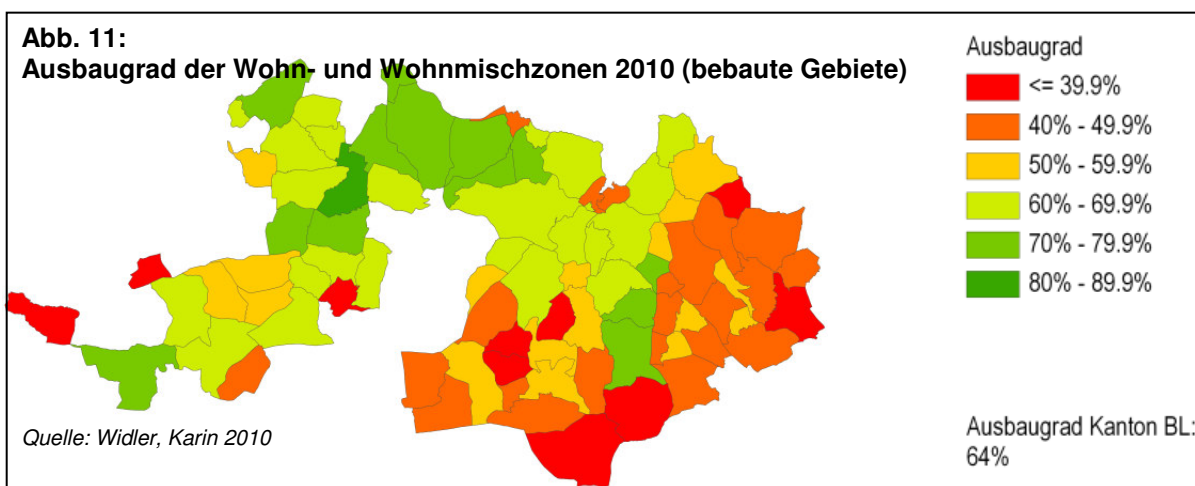 Abb. 11:
Ausbaugrad der Wohn- und Wohnmischzonen 2010 (bebaute Gebiete)
Quelle: Widler, Karin 2010
Ausbaugrad
<= 39.9%
40% - 49.9%
50% - 59.9%
60% - 69.9%
70% - 79.9%
80% - 89.9%
Ausbaugrad Kanton BL:
64%